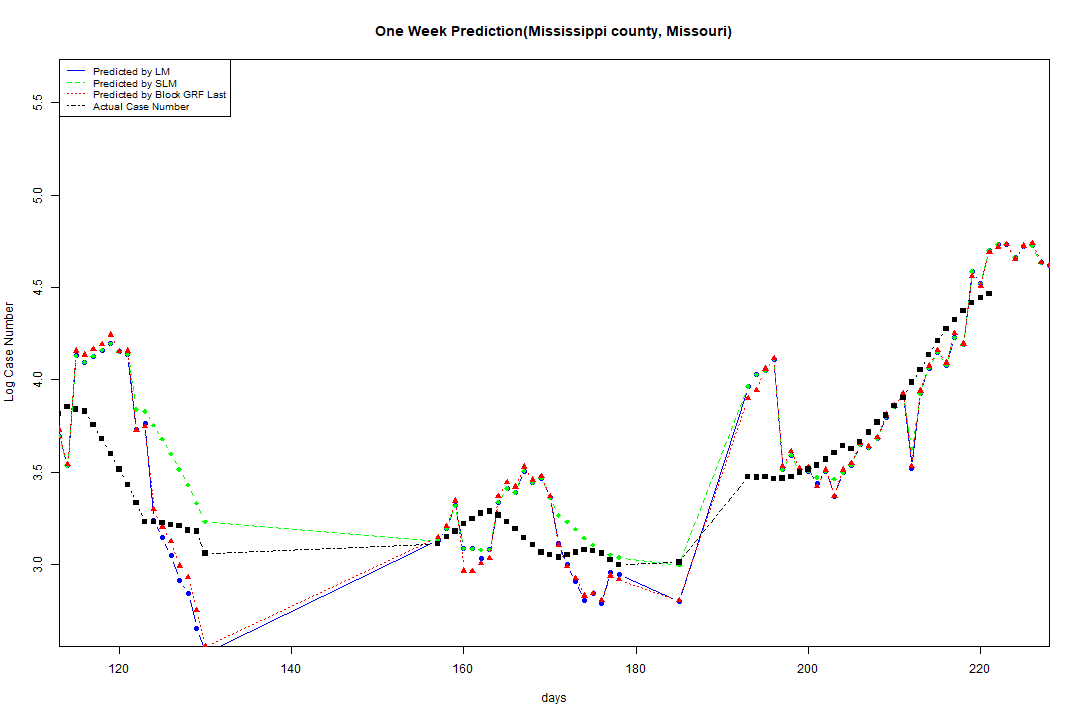 One Week Prediction(Mississippi county, Missouri)
Predicted by LM
Predicted by SLM
Predicted by Block GRF Last
Actual Case Number
5.5
5.0
4.5
4.0
3.5
3.0
Log Case Number
120 140 160 180 200 220
days